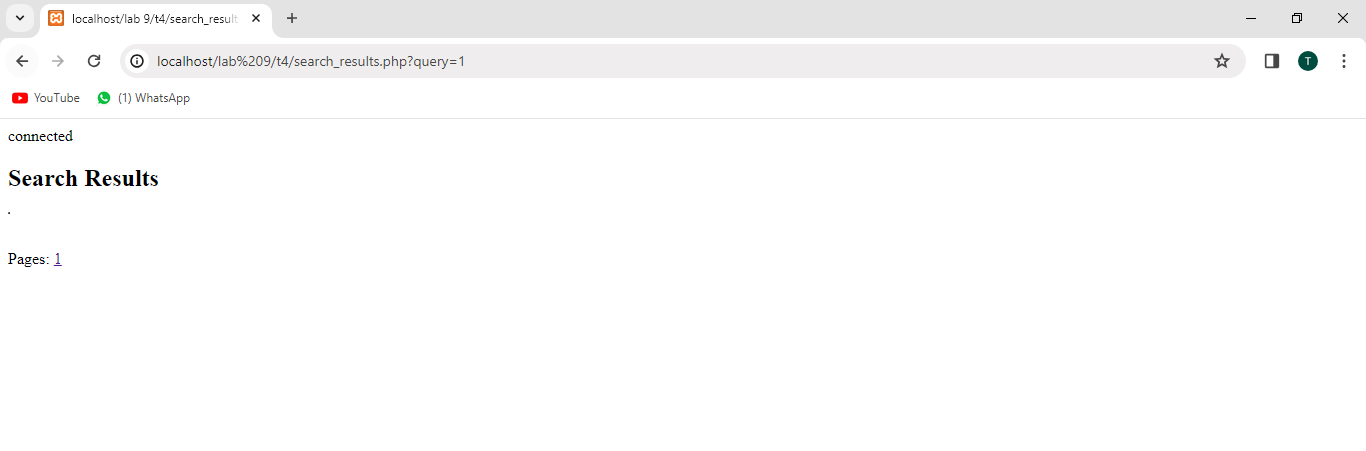 localhost/lab 9/t4/search_result
localhost/lab%209/t4/search_results.php?query=1
T
YouTube
(1) WhatsApp
connected
Search Results
.
Pages: 1